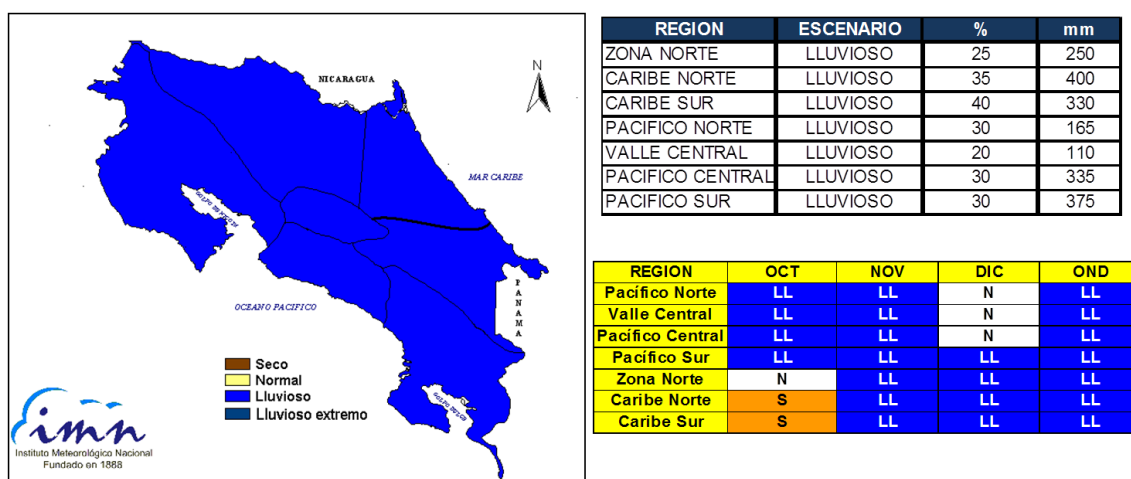 NICARAGUA
N
MAR CARIBE
GOLFO DE NICOYA
OCEANO PACIFICO
PANAMA
GOLFO DULCE
Seco
Normal
Lluvioso
Lluvioso extremo
imn
Instituto Meteorológico Nacional
Fundado en 1888
REGION ESCENARIO % mm
ZONA NORTE LLUVIOSO 25 250
CARIBE NORTE LLUVIOSO 35 400
CARIBE SUR LLUVIOSO 40 330
PACIFICO NORTE LLUVIOSO 30 165
VALLE CENTRAL LLUVIOSO 20 110
PACIFICO CENTRAL LLUVIOSO 30 335
PACIFICO SUR LLUVIOSO 30 375
REGION OCT NOV DIC OND
Pacífico Norte LL LL N LL
Valle Central LL LL N LL
Pacífico Central LL LL N LL
Pacífico Sur LL LL LL LL
Zona Norte N LL LL LL
Caribe Norte S LL LL LL
Caribe Sur S LL LL LL